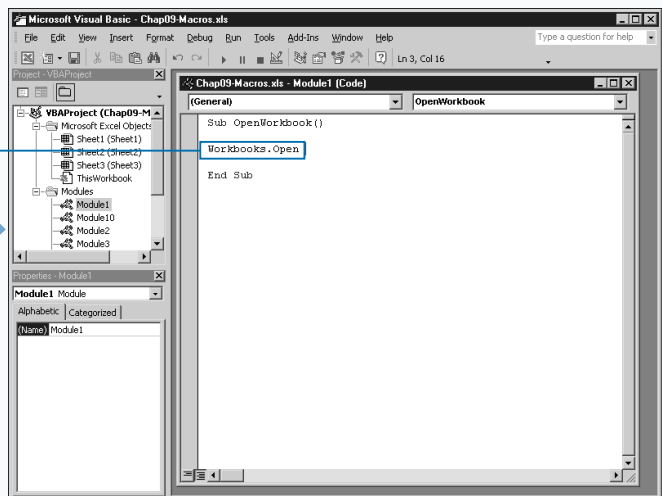 Microsoft Visual Basic - Chap09-Macros.xls
File Edit View Insert Format Debug Run Tools Add-Ins Window Help
Type a question for help
Ln 3, Col 16
Project - VBAProject
VBAProject (Chap09-M
Microsoft Excel Objects
Sheet1 (Sheet1)
Sheet2 (Sheet2)
Sheet3 (Sheet3)
ThisWorkbook
Modules
Module1
Module10
Module2
Module3
Properties - Module1
Module1 Module
Alphabetic Categorized
(Name) Module1
Chap09-Macros.xls - Module1 (Code)
(General) OpenWorkbook
Sub OpenWorkbook()
Workbooks.Open
End Sub